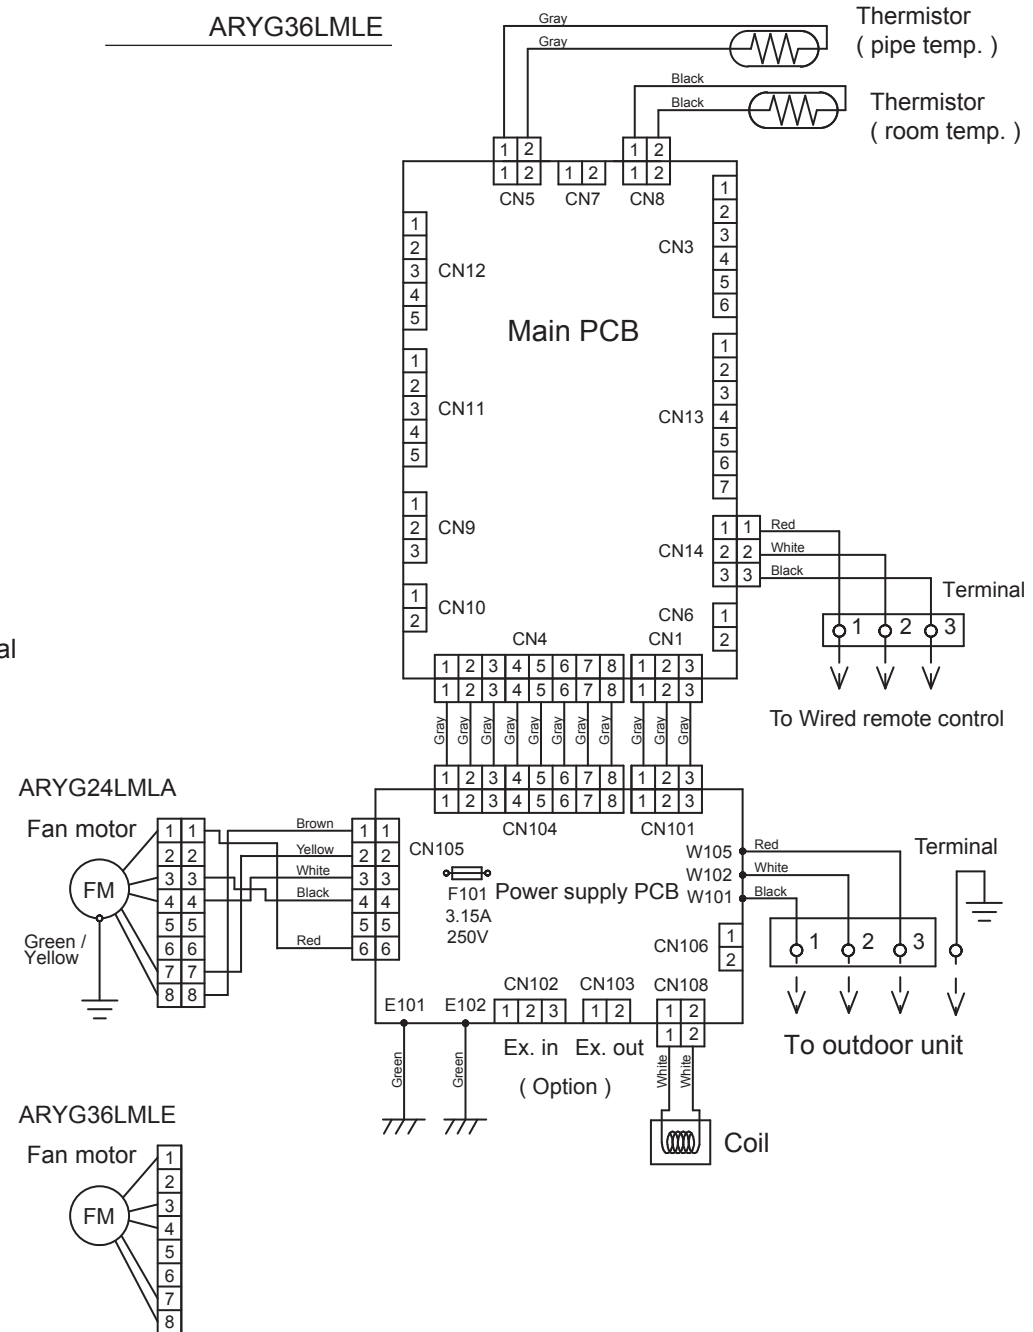 ARYG36LMLE
Gray
Gray
Thermistor
( pipe temp. )
Black
Black
Thermistor
( room temp. )
1 2
1 2
CN5
1 2
CN7
1 2
1 2
CN8
1
2
3
4
5
CN12
1
2
3
4
5
6
CN3
Main PCB
1
2
3
4
5
CN11
1
2
3
4
5
6
7
CN13
1
2
3
CN9
1 1
2 2
3 3
CN14
Red
White
Black
Terminal
1 2 3
To Wired remote control
1
2
CN10
CN6
1
2
al
CN4
CN1
1 2 3 4 5 6 7 8
1 2 3 4 5 6 7 8
1 2 3
1 2 3
Gray Gray Gray Gray Gray Gray Gray Gray
Gray Gray Gray
1 2 3 4 5 6 7 8
1 2 3 4 5 6 7 8
1 2 3
1 2 3
CN104
CN101
ARYG24LMLA
Fan motor
FM
Green /
Yellow
1 1
2 2
3 3
4 4
5 5
6 6
7 7
8 8
Brown
Yellow
White
Black
Red
1 1
2 2
3 3
4 4
5 5
6 6
CN105
F101
3.15A
250V
Power supply PCB
W105
W102
W101
Red
White
Black
Terminal
1 2 3
To outdoor unit
CN106
1
2
E101
E102
CN102
1 2 3
CN103
1 2
CN108
1 2
1 2
Ex. in
Ex. out
( Option )
Green
Green
White
White
Coil
ARYG36LMLE
Fan motor
FM
1
2
3
4
5
6
7
8